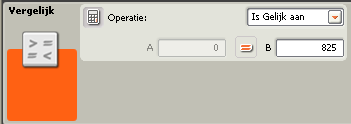 Vergelijk
Operatie: Is Gelijk aan
A 0 = B 825
> =
= <